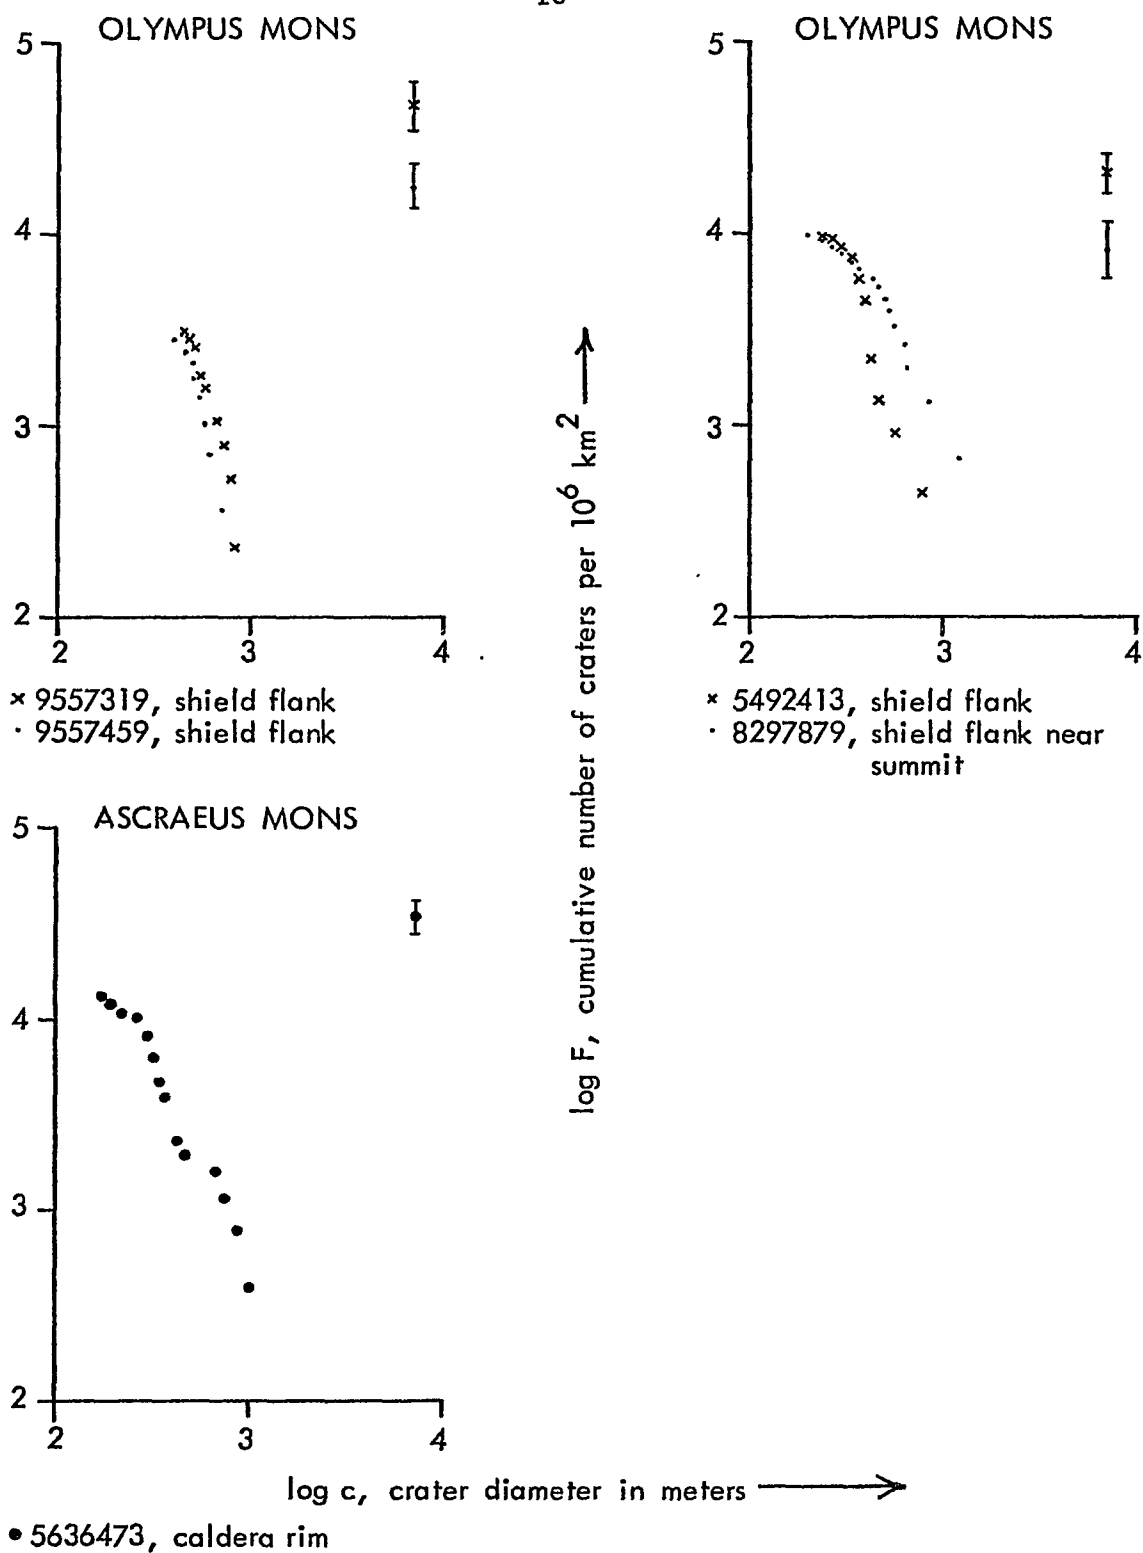 OLYMPUS MONS
5
4
3
2
2
3
4
× 9557319, shield flank
· 9557459, shield flank
OLYMPUS MONS
5
4
3
2
2
3
4
× 5492413, shield flank
· 8297879, shield flank near
summit
log F, cumulative number of craters per 10⁶ km²
ASCRAEUS MONS
5
4
3
2
2
3
4
log c, crater diameter in meters
• 5636473, caldera rim